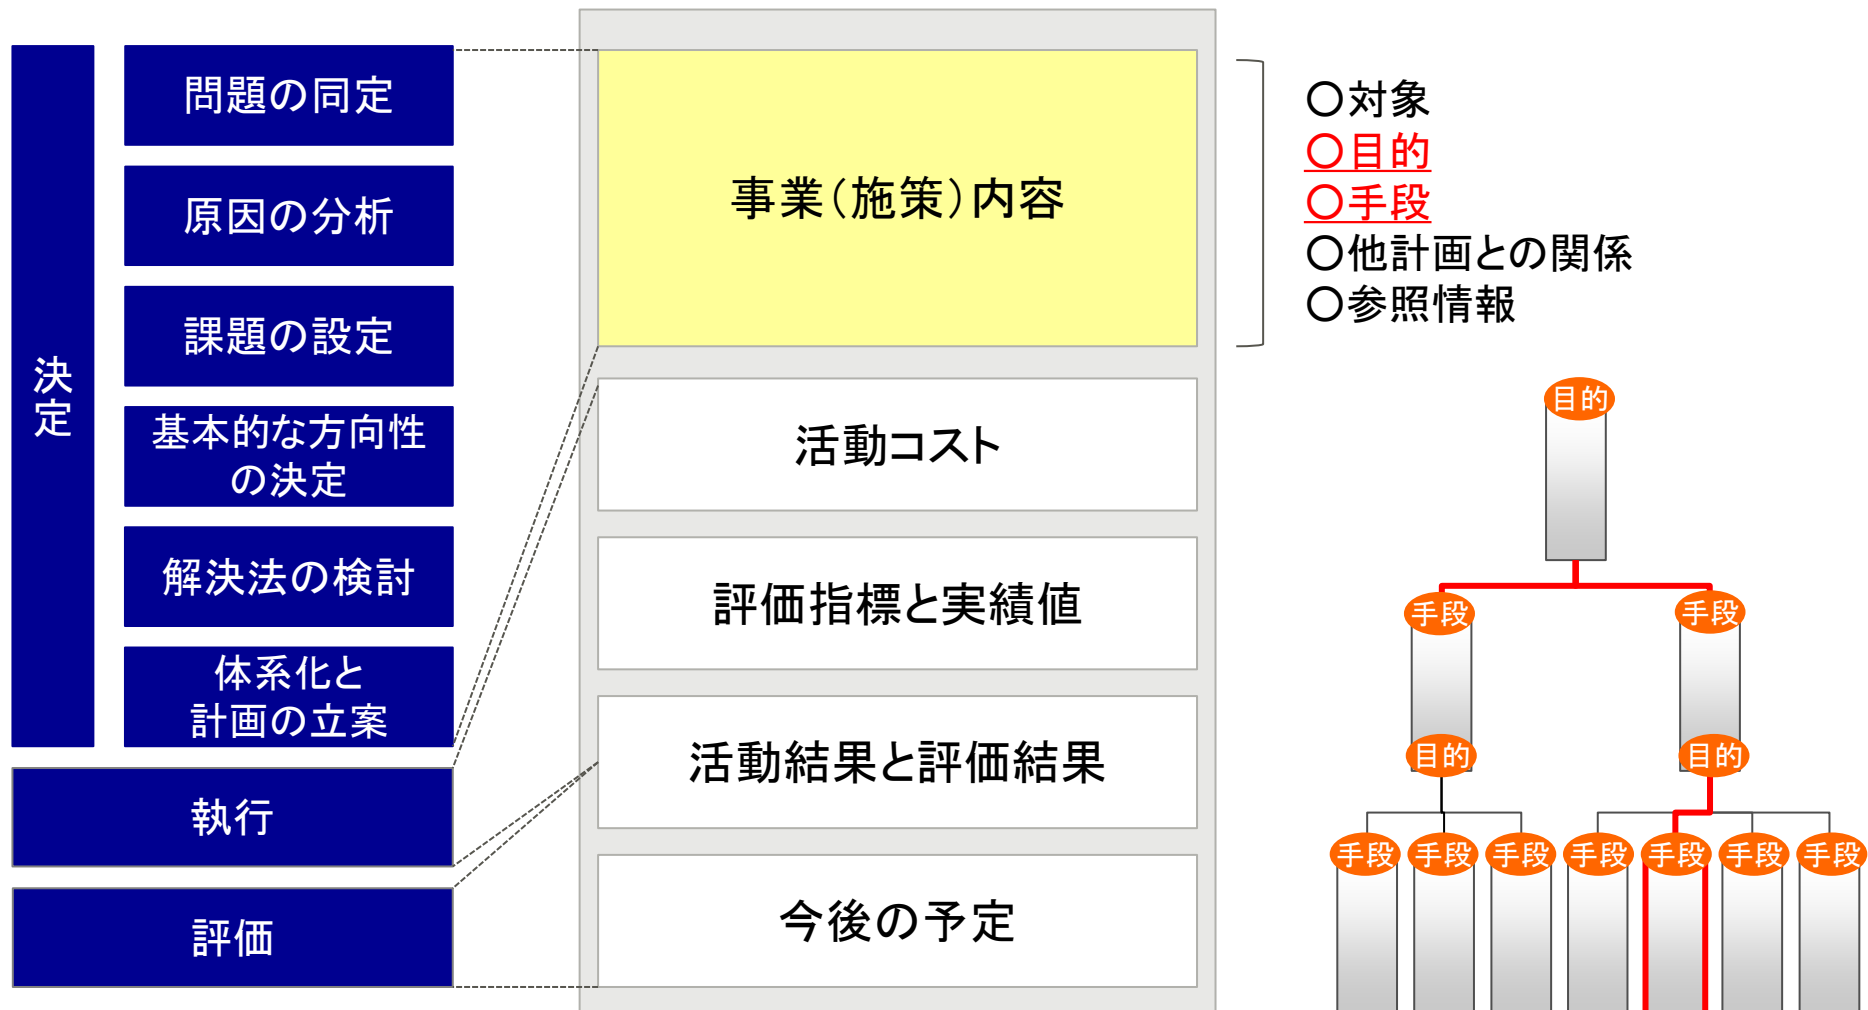 決定
問題の同定
原因の分析
課題の設定
基本的な方向性
の決定
解決法の検討
体系化と
計画の立案
執行
評価
事業(施策)内容
活動コスト
評価指標と実績値
活動結果と評価結果
今後の予定
○対象
○目的
○手段
○他計画との関係
○参照情報
目的
手段
手段
目的
目的
手段
手段
手段
手段
手段
手段
手段